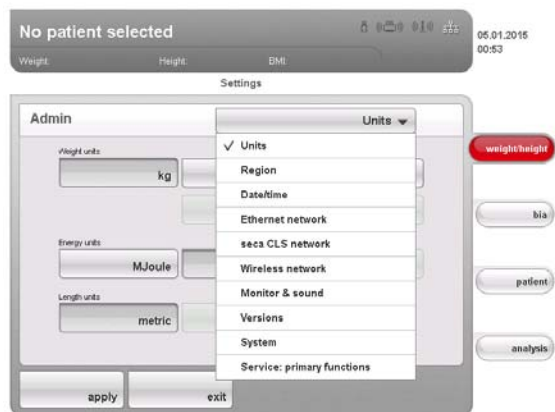 No patient selected
05.01.2015
00:53
Weight: Height: BMI:
Settings
Admin
Units
Weight units
kg
✓ Units
Region
Date/time
Ethernet network
seca CLS network
Wireless network
Monitor & sound
Versions
System
Service: primary functions
Energy units
MJoule
Length units
metric
apply
exit
weight/height
bia
patient
analysis